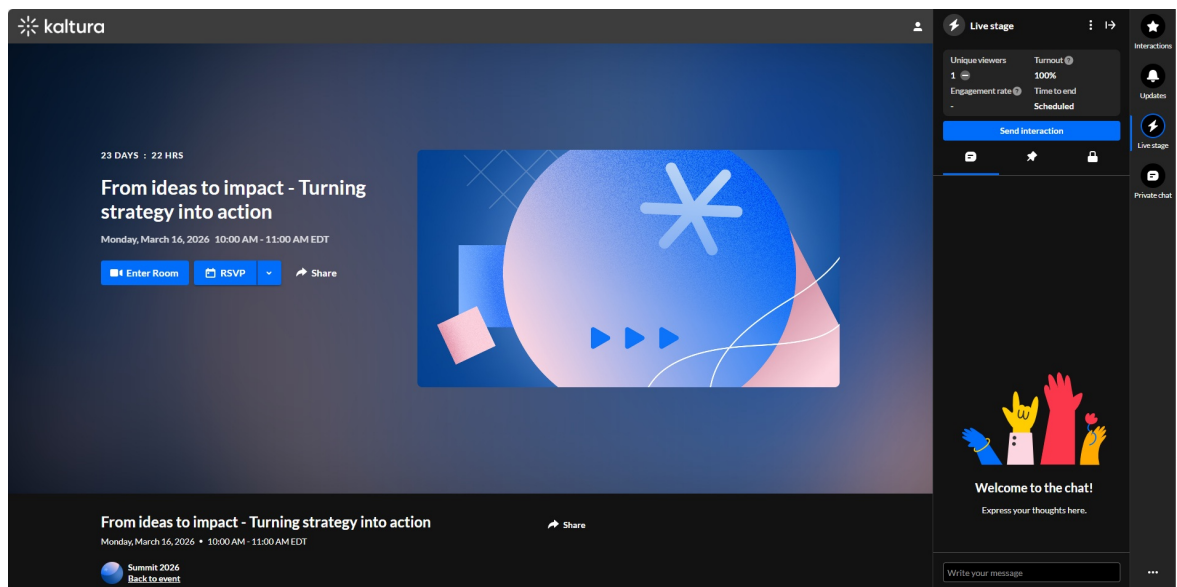 kaltura
23 DAYS : 22 HRS
From ideas to impact - Turning
strategy into action
Monday, March 16, 2026 10:00 AM - 11:00 AM EDT
Enter Room
RSVP
Share
From ideas to impact - Turning strategy into action
Share
Monday, March 16, 2026 • 10:00 AM - 11:00 AM EDT
Summit 2026
Back to event
Live stage
Unique viewers
Turnout ?
1
100%
Engagement rate ?
Time to end
-
Scheduled
Send interaction
Welcome to the chat!
Express your thoughts here.
Write your message
Interactions
Updates
Live stage
Private chat